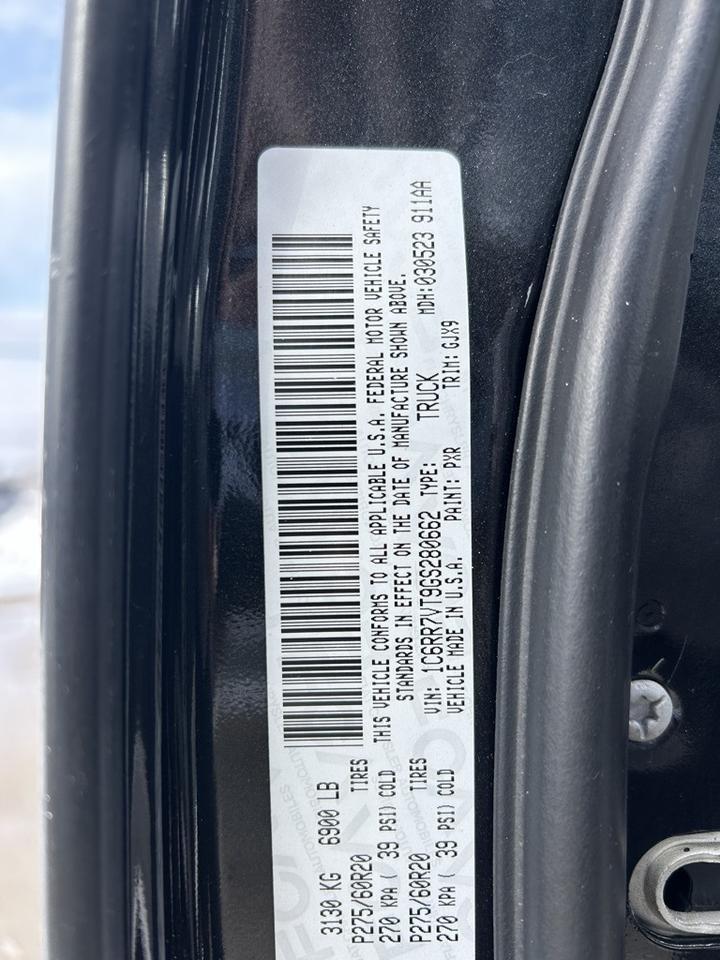 3130 KG 6900 LB
P275/60R20 TIRES
270 KPA ( 39 PSI) COLD
P275/60R20 TIRES
270 KPA ( 39 PSI) COLD
THIS VEHICLE CONFORMS TO ALL APPLICABLE U.S.A. FEDERAL MOTOR VEHICLE SAFETY
STANDARDS IN EFFECT ON THE DATE OF MANUFACTURE SHOWN ABOVE.
VIN: 1C6RR7VT9GS280662 TYPE: TRUCK MDH:030523 911AA
VEHICLE MADE IN U.S.A. PAINT: PXR TRIM: GJX9